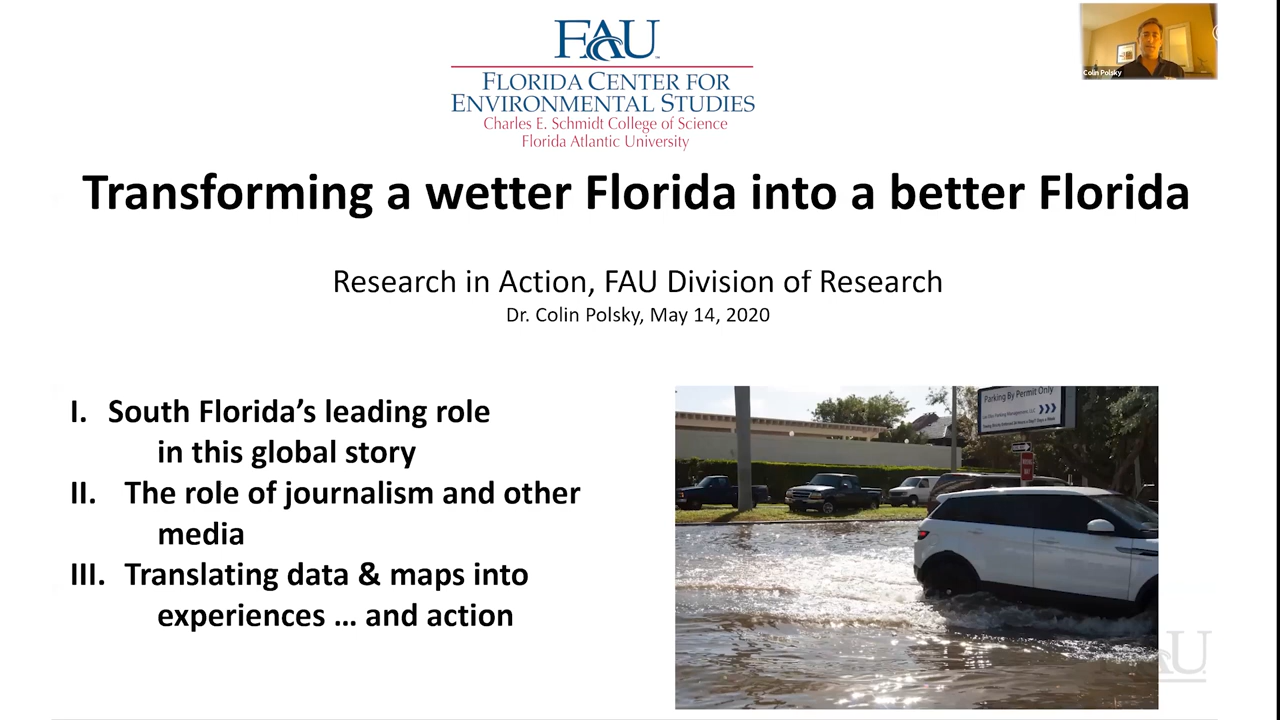 FAU
FLORIDA CENTER FOR
ENVIRONMENTAL STUDIES
Charles E. Schmidt College of Science
Florida Atlantic University
Colin Polsky
Transforming a wetter Florida into a better Florida
Research in Action, FAU Division of Research
Dr. Colin Polsky, May 14, 2020
I. South Florida’s leading role
in this global story
II. The role of journalism and other
media
III. Translating data & maps into
experiences … and action
Parking By Permit Only
FAU